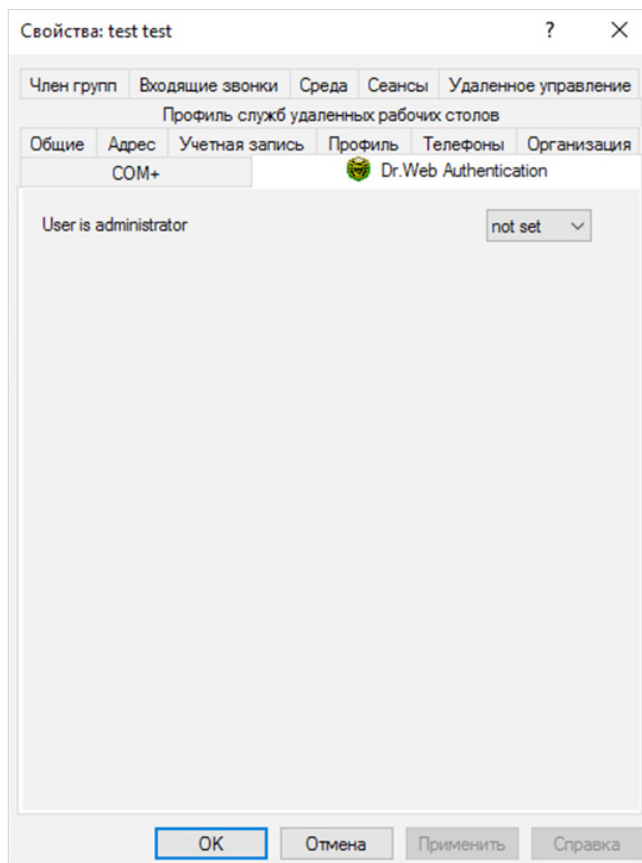 Свойства: test test
?
Член групп Входящие звонки Среда Сеансы Удаленное управление
Профиль служб удаленных рабочих столов
Общие Адрес Учетная запись Профиль Телефоны Организация
COM+ Dr.Web Authentication
User is administrator not set
OK Отмена Применить Справка